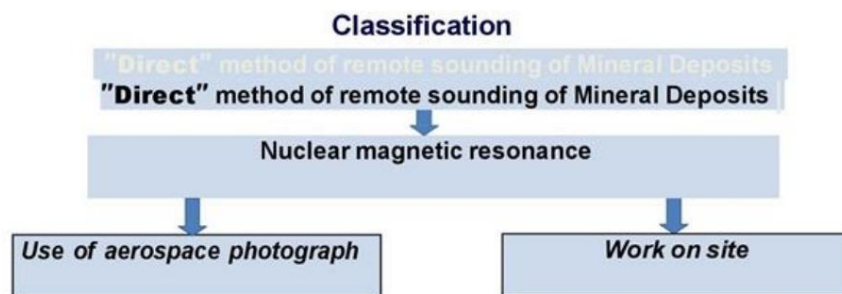 Classification
"Direct" method of remote sounding of Mineral Deposits
"Direct" method of remote sounding of Mineral Deposits
Nuclear magnetic resonance
Use of aerospace photograph
Work on site